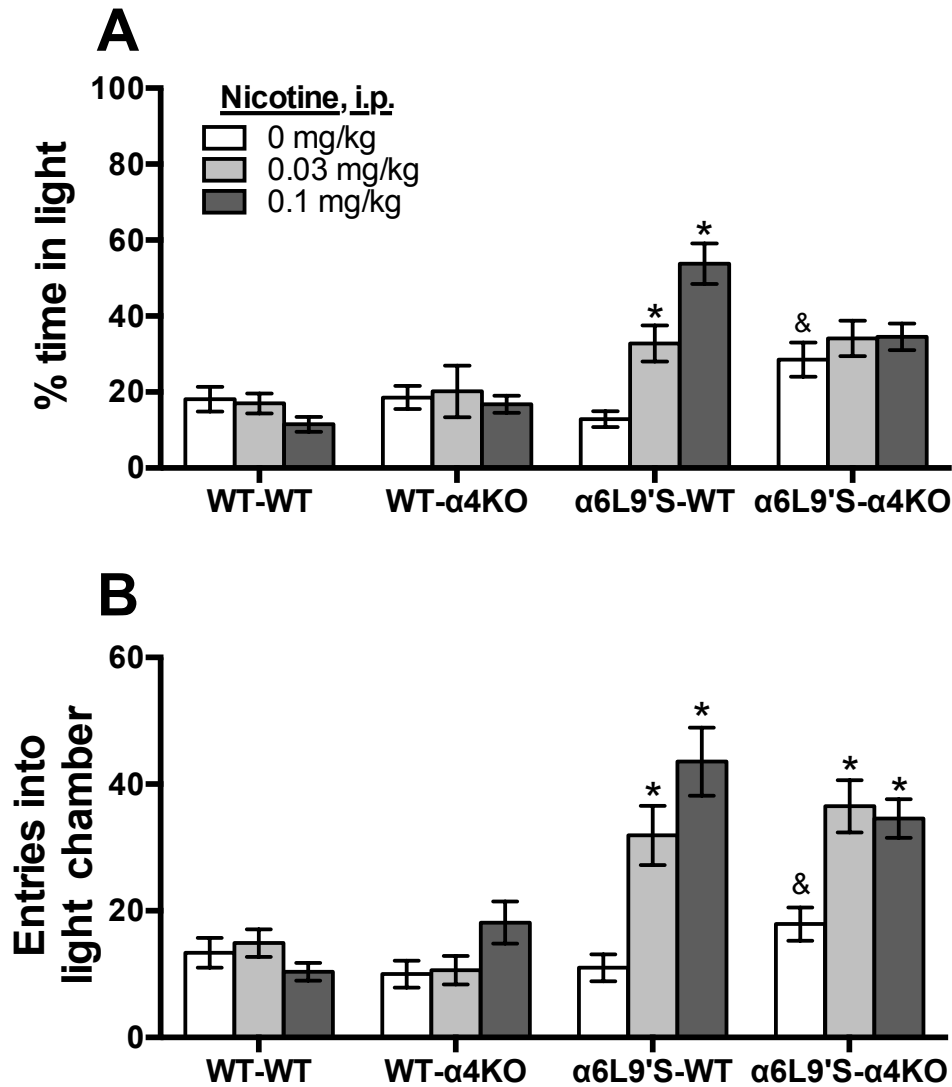 A
% time in light
100
80
60
40
20
0
Nicotine, i.p.
0 mg/kg
0.03 mg/kg
0.1 mg/kg
*
*
&
WT-WT
WT-α4KO
α6L9'S-WT
α6L9'S-α4KO
B
Entries into
light chamber
60
40
20
0
*
*
&
*
*
WT-WT
WT-α4KO
α6L9'S-WT
α6L9'S-α4KO